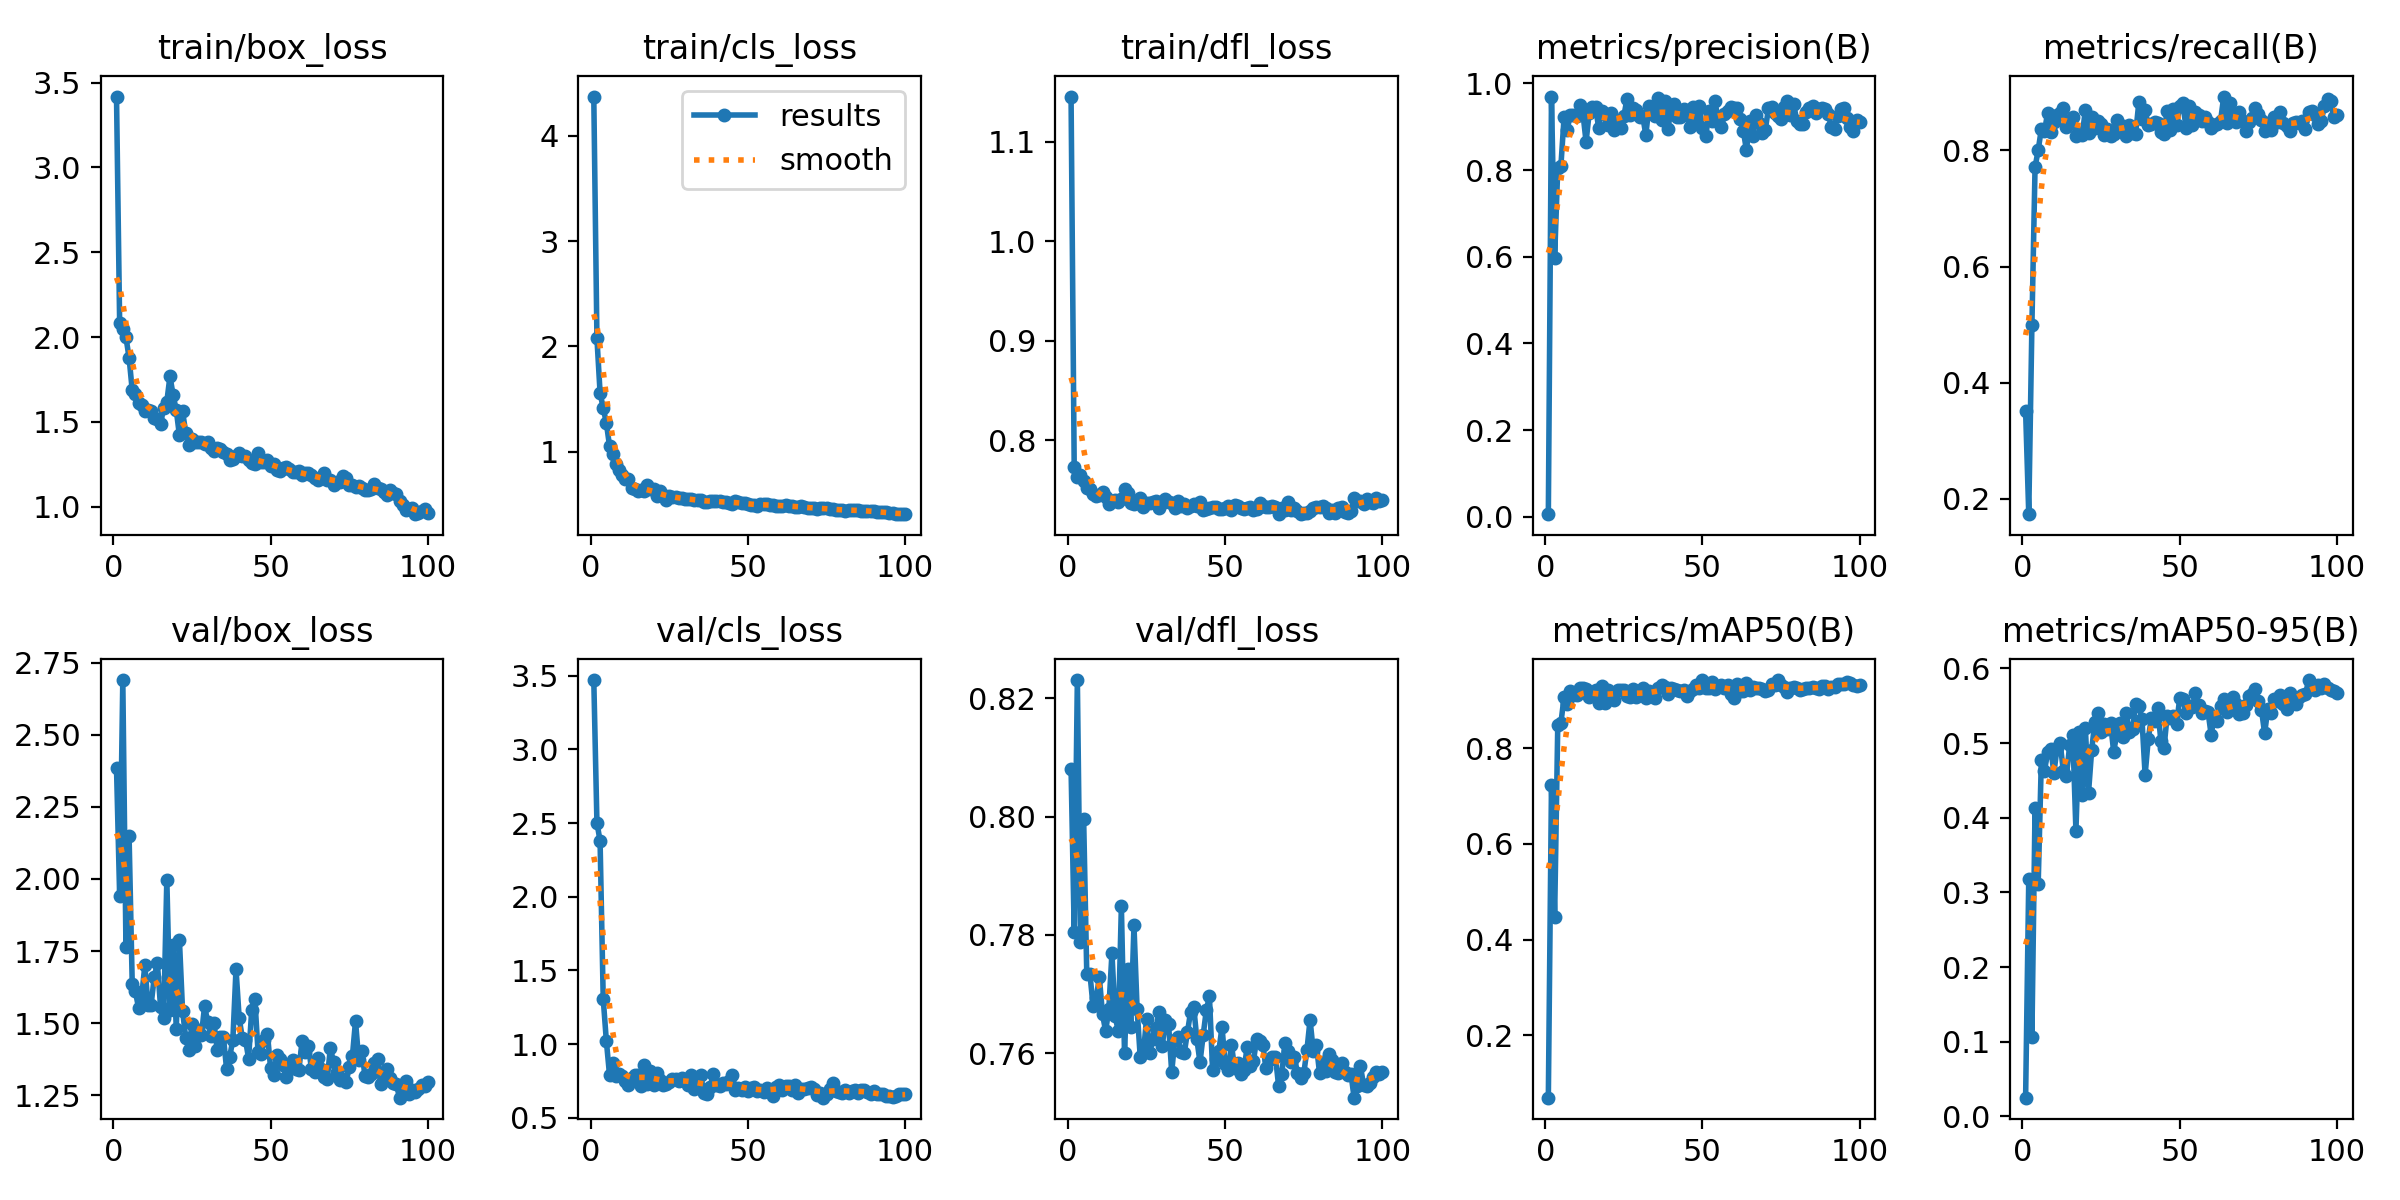 train/box_loss
3.5
3.0
2.5
2.0
1.5
1.0
0 50 100
train/cls_loss
results
smooth
4
3
2
1
0 50 100
train/dfl_loss
1.1
1.0
0.9
0.8
0 50 100
metrics/precision(B)
1.0
0.8
0.6
0.4
0.2
0.0
0 50 100
metrics/recall(B)
0.8
0.6
0.4
0.2
0 50 100
val/box_loss
2.75
2.50
2.25
2.00
1.75
1.50
1.25
0 50 100
val/cls_loss
3.5
3.0
2.5
2.0
1.5
1.0
0.5
0 50 100
val/dfl_loss
0.82
0.80
0.78
0.76
0 50 100
metrics/mAP50(B)
0.8
0.6
0.4
0.2
0 50 100
metrics/mAP50-95(B)
0.6
0.5
0.4
0.3
0.2
0.1
0.0
0 50 100